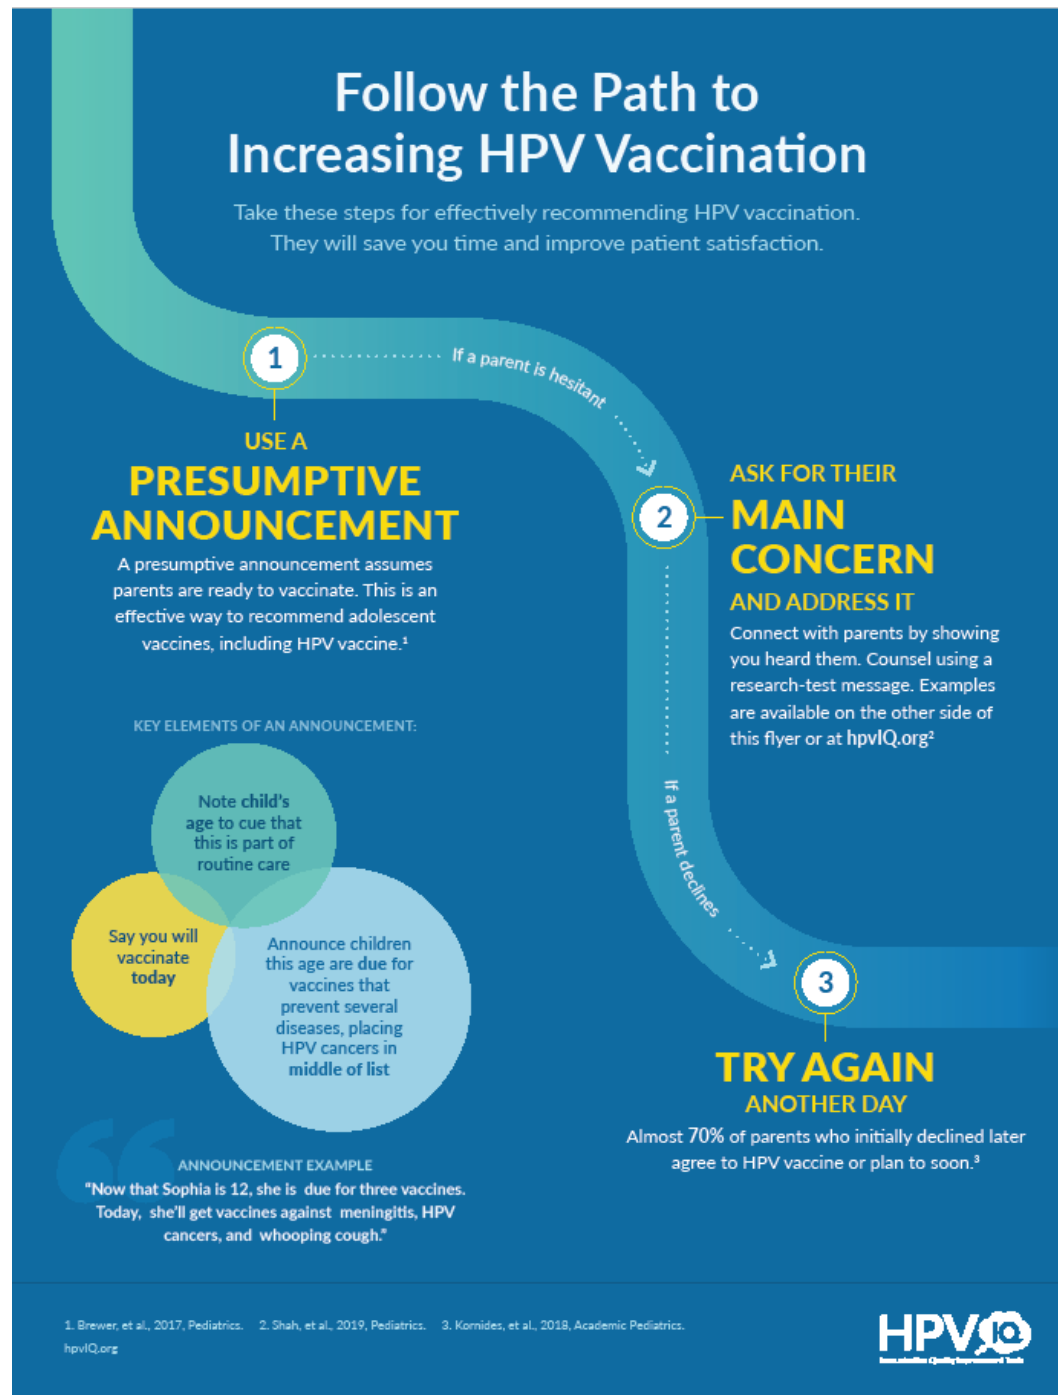 Follow the Path to
Increasing HPV Vaccination
Take these steps for effectively recommending HPV vaccination.
They will save you time and improve patient satisfaction.
1
If a parent is hesitant
USE A
PRESUMPTIVE
ANNOUNCEMENT
A presumptive announcement assumes
parents are ready to vaccinate. This is an
effective way to recommend adolescent
vaccines, including HPV vaccine.¹
2
ASK FOR THEIR
MAIN
CONCERN
AND ADDRESS IT
Connect with parents by showing
you heard them. Counsel using a
research-test message. Examples
are available on the other side of
this flyer or at hpvIQ.org²
KEY ELEMENTS OF AN ANNOUNCEMENT:
Note child's
age to cue that
this is part of
routine care
Say you will
vaccinate
today
Announce children
this age are due for
vaccines that
prevent several
diseases, placing
HPV cancers in
middle of list
If a parent declines
3
TRY AGAIN
ANOTHER DAY
Almost 70% of parents who initially declined later
agree to HPV vaccine or plan to soon.³
ANNOUNCEMENT EXAMPLE
"Now that Sophia is 12, she is due for three vaccines.
Today, she'll get vaccines against meningitis, HPV
cancers, and whooping cough."
1. Brewer, et al., 2017, Pediatrics. 2. Shah, et al., 2019, Pediatrics. 3. Kornides, et al., 2018, Academic Pediatrics.
hpvIQ.org
HPV IQ